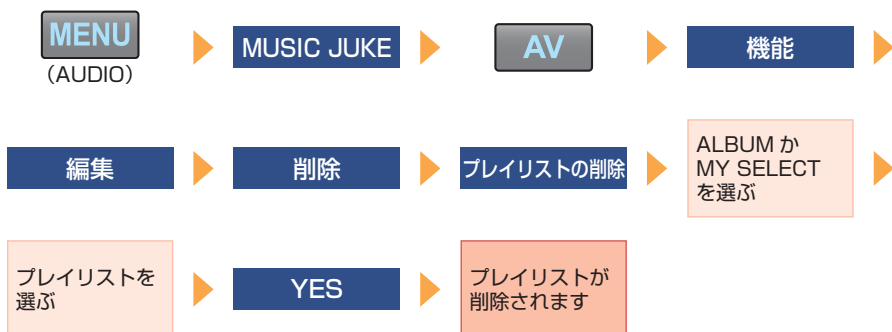 MENU
(AUDIO)
MUSIC JUKE
AV
機能
編集
削除
プレイリストの削除
ALBUM か
MY SELECT
を選ぶ
プレイリストを
選ぶ
YES
プレイリストが
削除されます